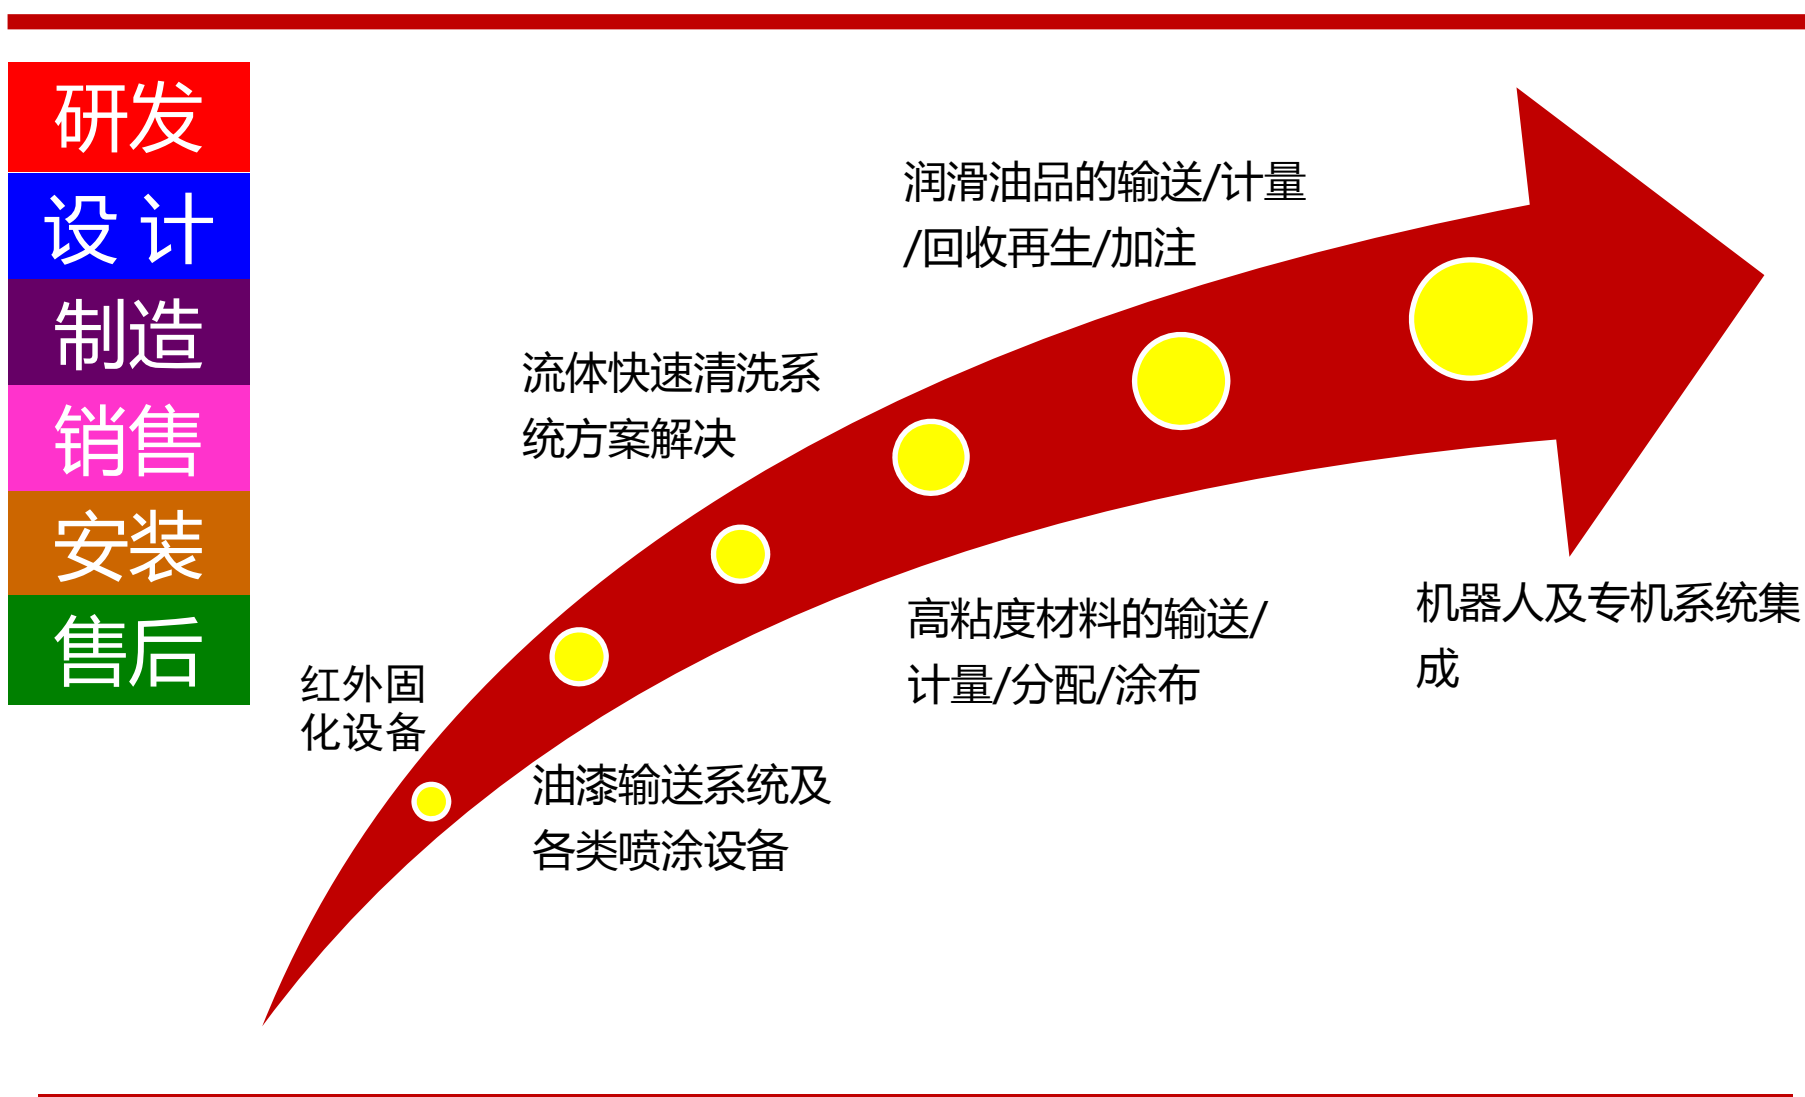 研发
设 计
制造
销售
安装
售后
润滑油品的输送/计量
/回收再生/加注
流体快速清洗系
统方案解决
红外固
化设备
油漆输送系统及
各类喷涂设备
高粘度材料的输送/
计量/分配/涂布
机器人及专机系统集
成